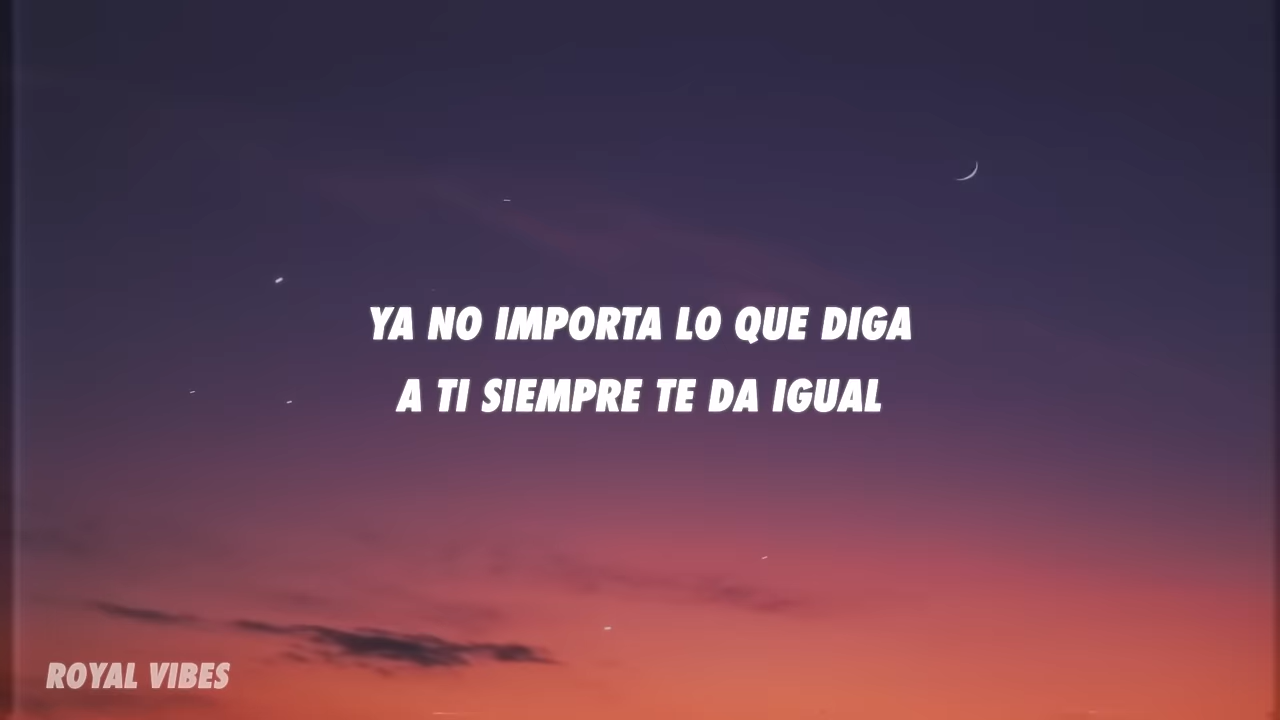 YA NO IMPORTA LO QUE DIGA
A TI SIEMPRE TE DA IGUAL
ROYAL VIBES